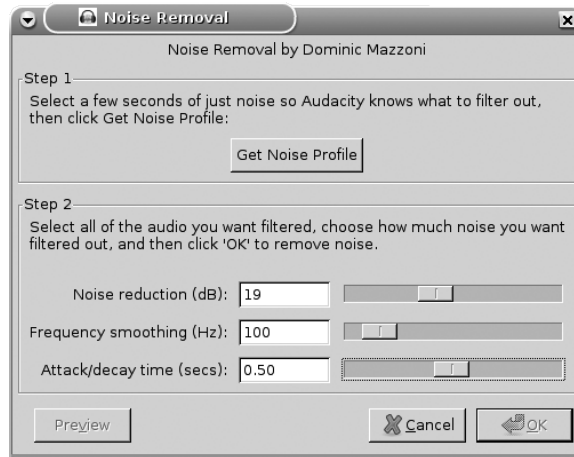 Noise Removal
Noise Removal by Dominic Mazzoni
Step 1
Select a few seconds of just noise so Audacity knows what to filter out,
then click Get Noise Profile:
Get Noise Profile
Step 2
Select all of the audio you want filtered, choose how much noise you want
filtered out, and then click 'OK' to remove noise.
Noise reduction (dB): 19
Frequency smoothing (Hz): 100
Attack/decay time (secs): 0.50
Preview Cancel OK